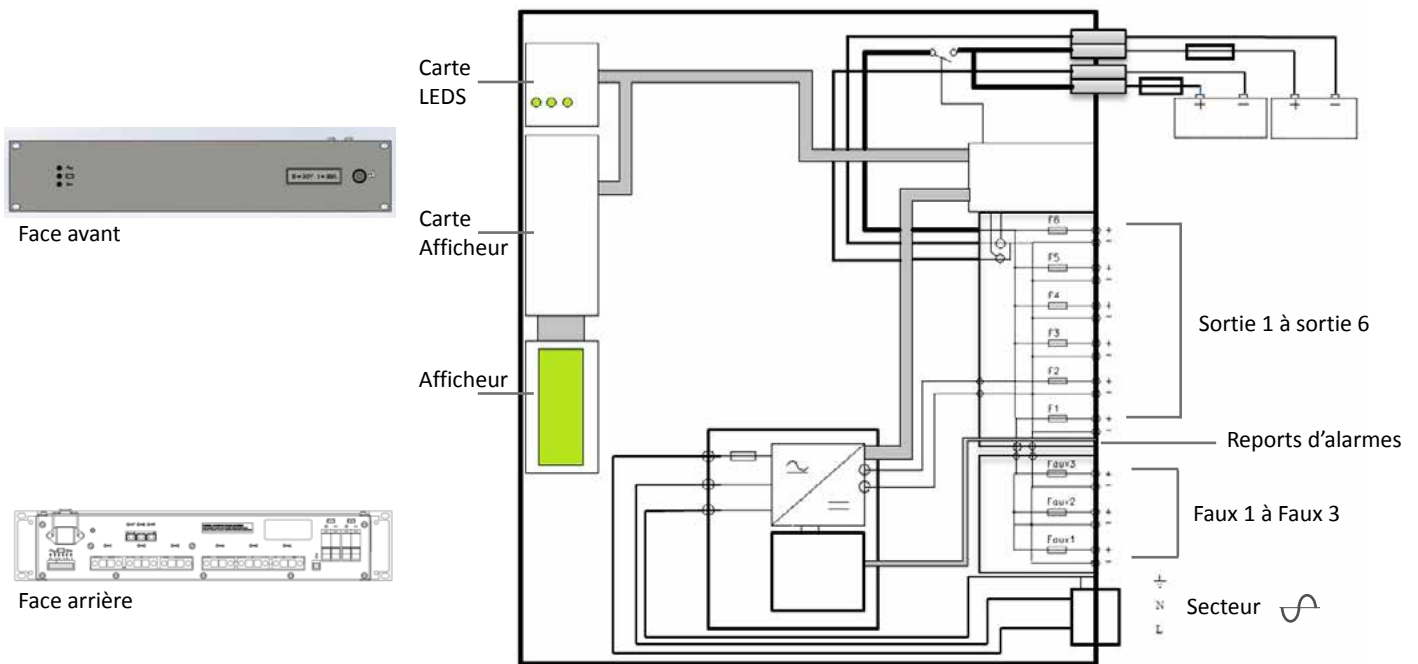 Carte
LEDS
Carte
Afficheur
Afficheur
Face avant
Face arrière
+
−
+
−
F6
+
−
F5
+
−
F4
+
−
F3
+
−
F2
+
−
F1
+
−
Sortie 1 à sortie 6
Reports d'alarmes
Faux3
+
−
Faux2
+
−
Faux1
+
−
Faux 1 à Faux 3
N
L
Secteur